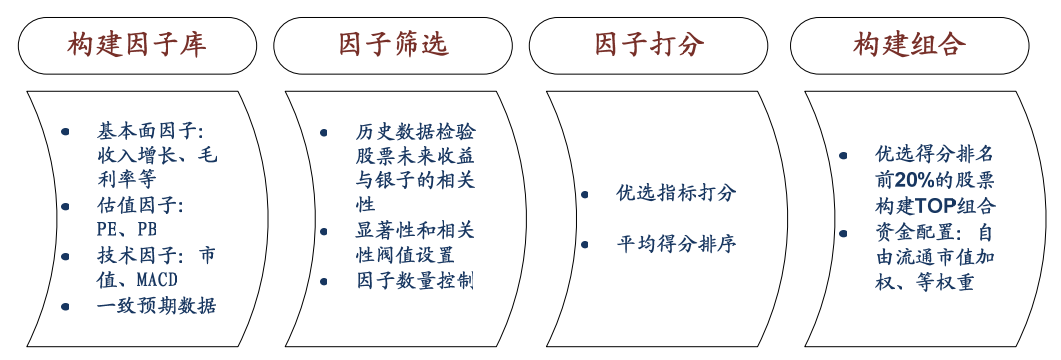 构建因子库
因子筛选
因子打分
构建组合
• 基本面因子：
收入增长、毛
利率等
• 估值因子：
PE、PB
• 技术因子：市
值、MACD
• 一致预期数据
• 历史数据检验
股票未来收益
与银子的相关
性
• 显著性和相关
性阀值设置
• 因子数量控制
• 优选指标打分
• 平均得分排序
• 优选得分排名
前20%的股票
构建TOP组合
• 资金配置：自
由流通市值加
权、等权重